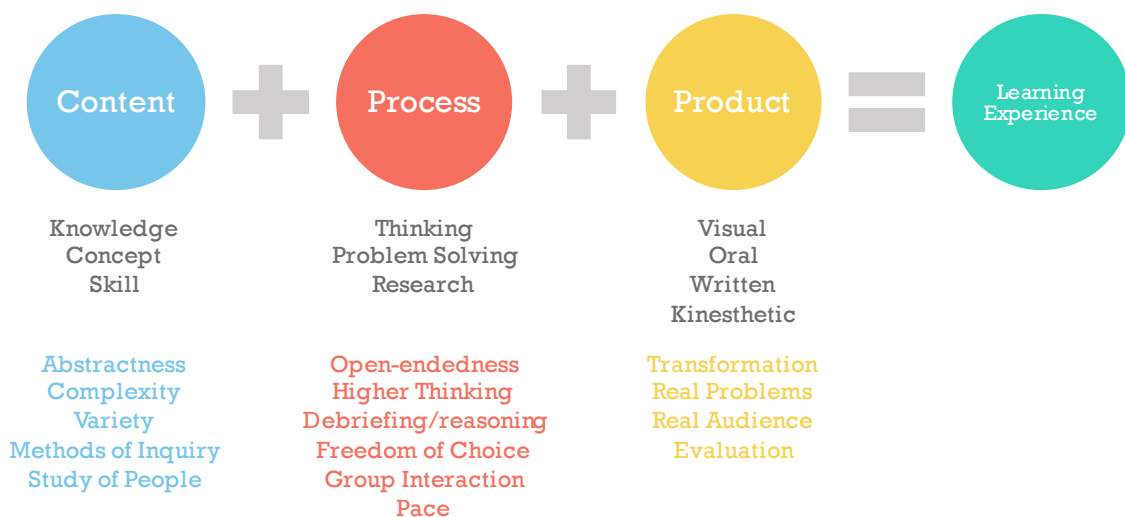 Content
Process
Product
Learning
Experience
Knowledge
Concept
Skill
Thinking
Problem Solving
Research
Visual
Oral
Written
Kinesthetic
Abstractness
Complexity
Variety
Methods of Inquiry
Study of People
Open-endedness
Higher Thinking
Debriefing/reasoning
Freedom of Choice
Group Interaction
Pace
Transformation
Real Problems
Real Audience
Evaluation